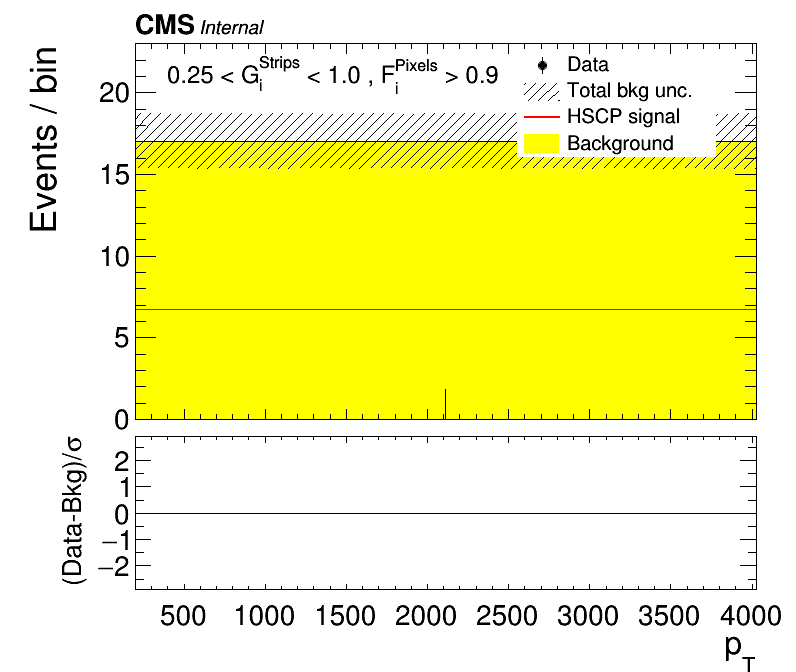 CMS Internal
0.25 < G_i^Strips < 1.0 , F_i^Pixels > 0.9
Data
Total bkg unc.
HSCP signal
Background
Events / bin
20
15
10
5
0
(Data-Bkg)/σ
2
1
0
−1
−2
500 1000 1500 2000 2500 3000 3500 4000
p_T